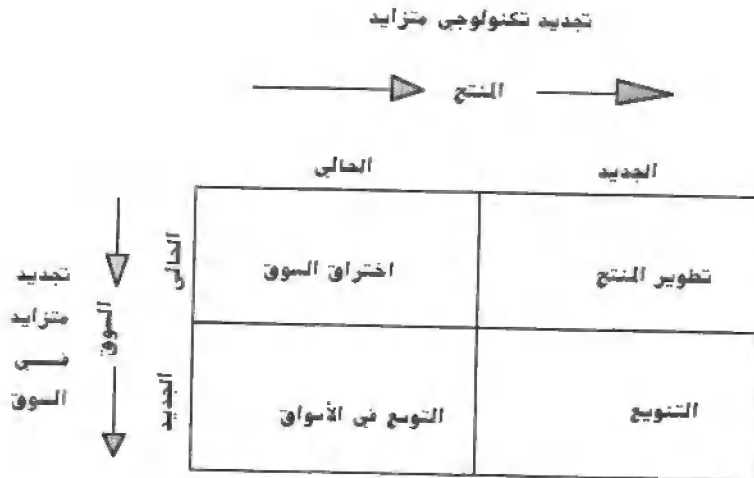 تجديد تكنولوجى متزايد
المنتج
الجديد
الحالى
الحالى
تطوير المنتج
اختراق السوق
السوق
تجديد
متزايد
فــــى
السوق
الجديد
التنويع
التوسع فى الأسواق